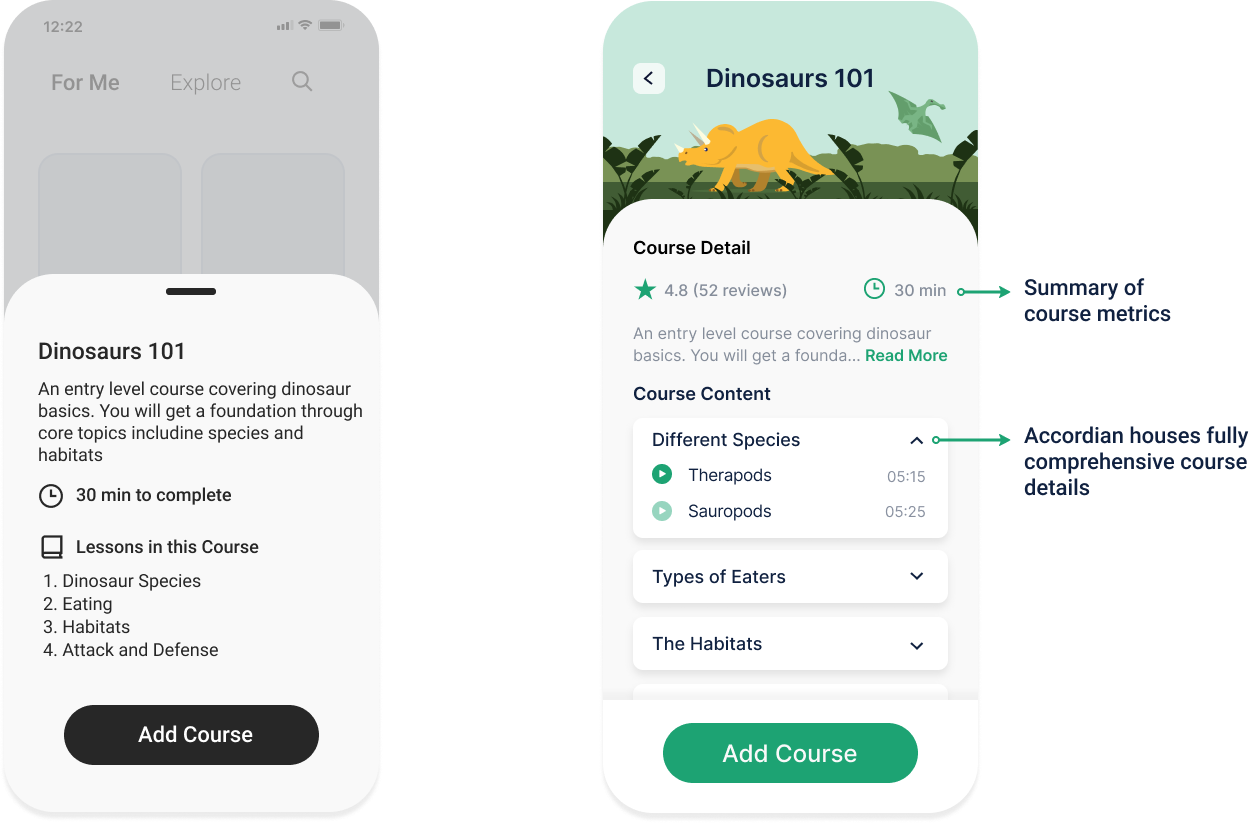 12:22
For Me
Explore
Dinosaurs 101
An entry level course covering dinosaur
basics. You will get a foundation through
core topics includine species and
habitats
30 min to complete
Lessons in this Course
1. Dinosaur Species
2. Eating
3. Habitats
4. Attack and Defense
Add Course
Dinosaurs 101
Course Detail
4.8 (52 reviews)
30 min
An entry level course covering dinosaur
basics. You will get a founda... Read More
Course Content
Different Species
Therapods
05:15
Sauropods
05:25
Types of Eaters
The Habitats
Add Course
Summary of
course metrics
Accordian houses fully
comprehensive course
details